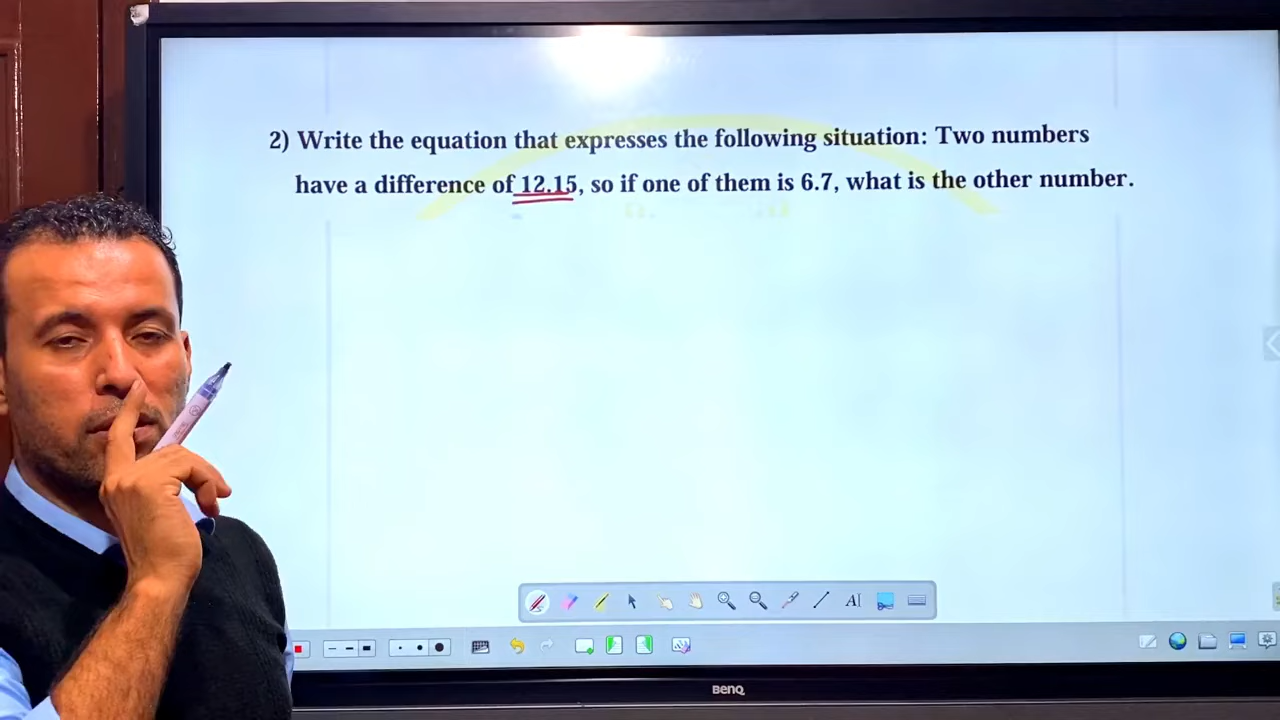 2) Write the equation that expresses the following situation: Two numbers
have a difference of 12.15, so if one of them is 6.7, what is the other number.
AI
BenQ